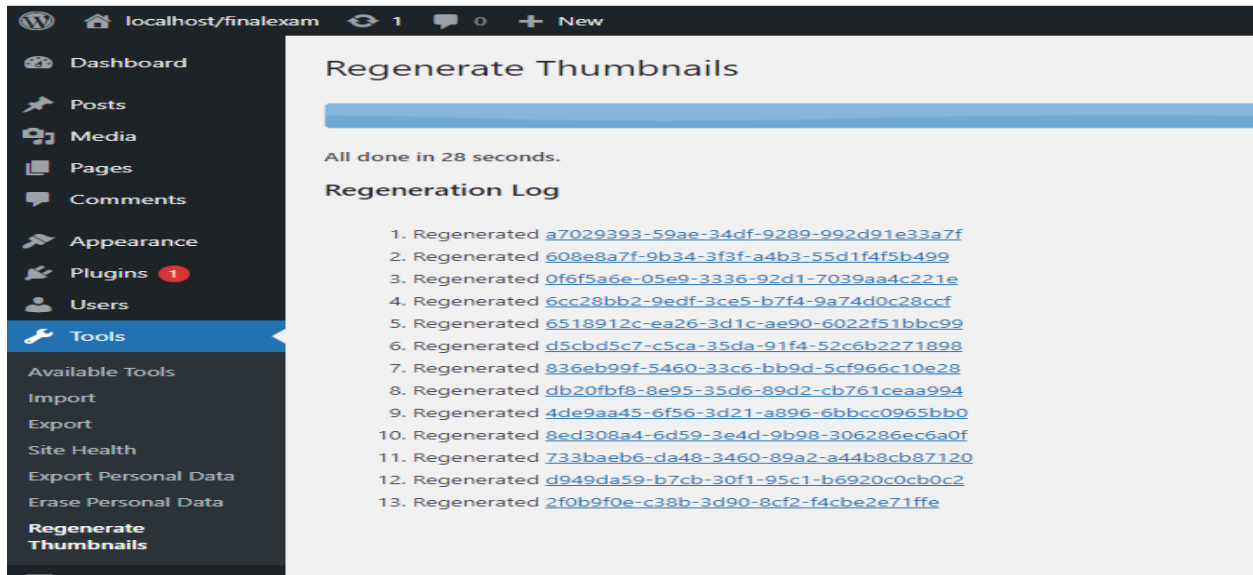 localhost/finalexam 1 0 New
Dashboard
Posts
Media
Pages
Comments
Appearance
Plugins 1
Users
Tools
Available Tools
Import
Export
Site Health
Export Personal Data
Erase Personal Data
Regenerate
Thumbnails
Regenerate Thumbnails
All done in 28 seconds.
Regeneration Log
1. Regenerated a7029393-59ae-34df-9289-992d91e33a7f
2. Regenerated 608e8a7f-9b34-3f3f-a4b3-55d1f4f5b499
3. Regenerated 0f6f5a6e-05e9-3336-92d1-7039aa4c221e
4. Regenerated 6cc28bb2-9edf-3ce5-b7f4-9a74d0c28ccf
5. Regenerated 6518912c-ea26-3d1c-ae90-6022f51bbc99
6. Regenerated d5cbd5c7-c5ca-35da-91f4-52c6b2271898
7. Regenerated 836eb99f-5460-33c6-bb9d-5cf966c10e28
8. Regenerated db20fbf8-8e95-35d6-89d2-cb761ceaa994
9. Regenerated 4de9aa45-6f56-3d21-a896-6bbcc0965bb0
10. Regenerated 8ed308a4-6d59-3e4d-9b98-306286ec6a0f
11. Regenerated 733baeb6-da48-3460-89a2-a44b8cb87120
12. Regenerated d949da59-b7cb-30f1-95c1-b6920c0cb0c2
13. Regenerated 2f0b9f0e-c38b-3d90-8cf2-f4cbe2e71ffe